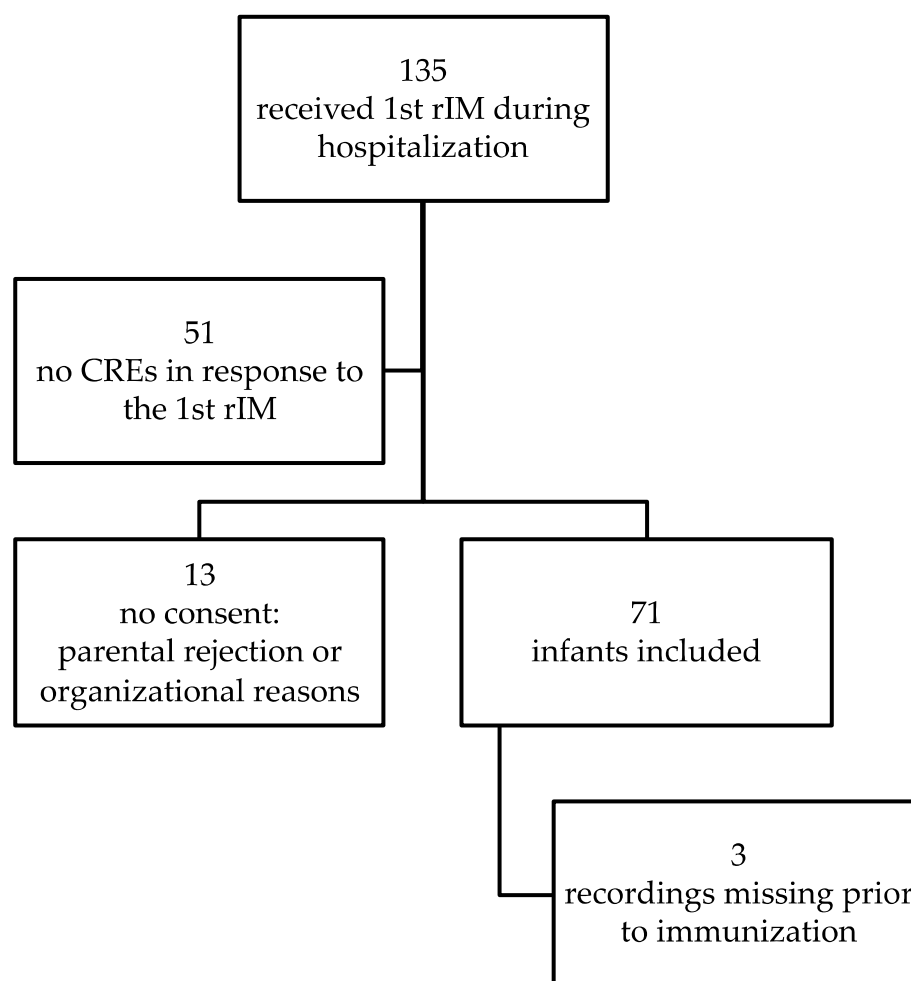 135
received 1st rIM during
hospitalization
51
no CREs in response to
the 1st rIM
13
no consent:
parental rejection or
organizational reasons
71
infants included
3
recordings missing prior
to immunization